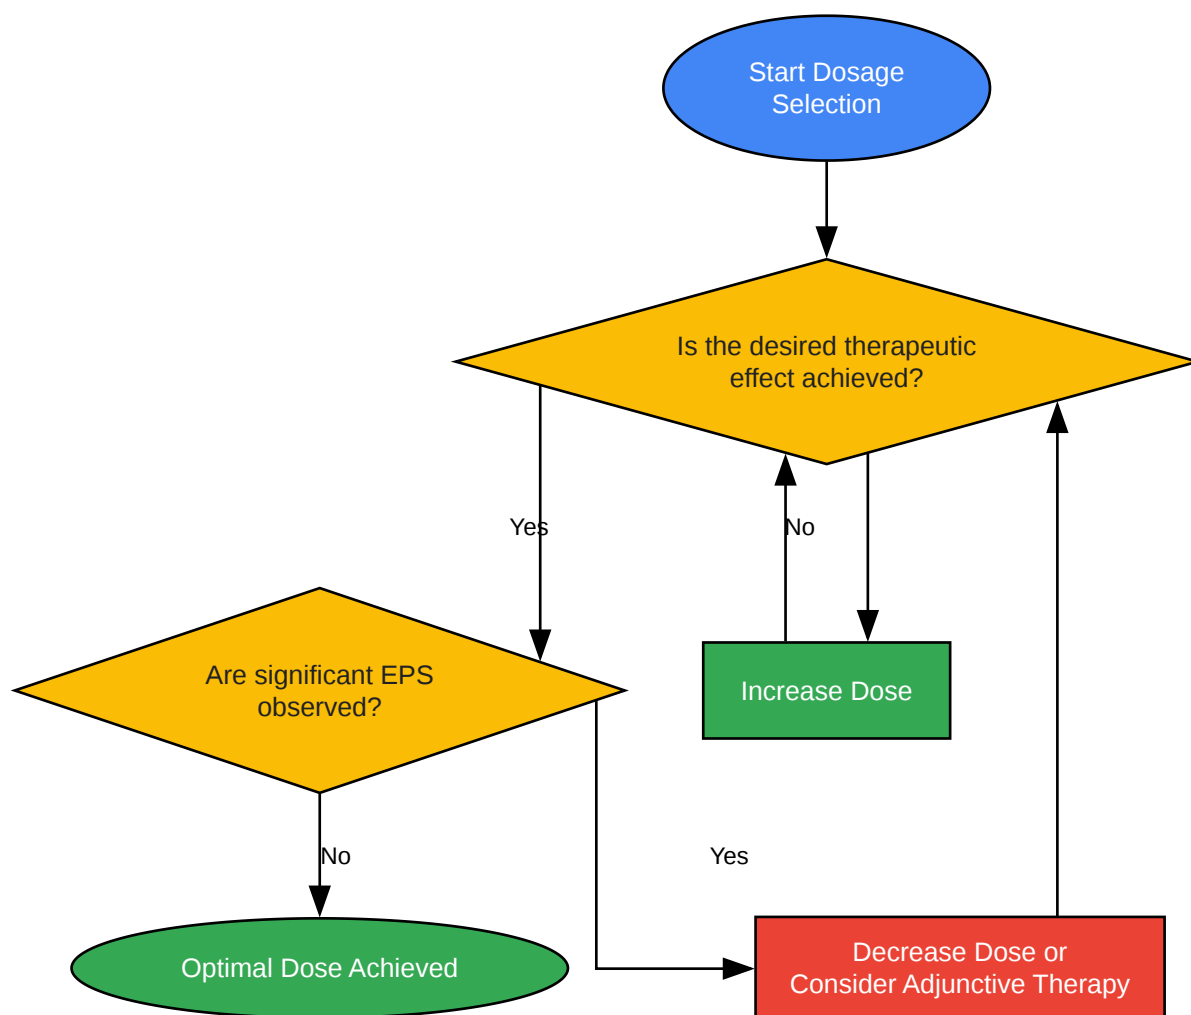 Start Dosage
Selection
Is the desired therapeutic
effect achieved?
Yes
No
Are significant EPS
observed?
Increase Dose
No
Yes
Optimal Dose Achieved
Decrease Dose or
Consider Adjunctive Therapy